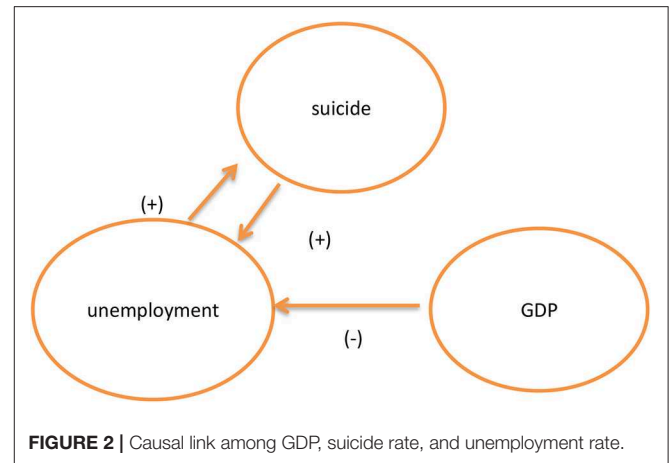 suicide
(+)
(+)
unemployment
GDP
(-)
FIGURE 2 | Causal link among GDP, suicide rate, and unemployment rate.